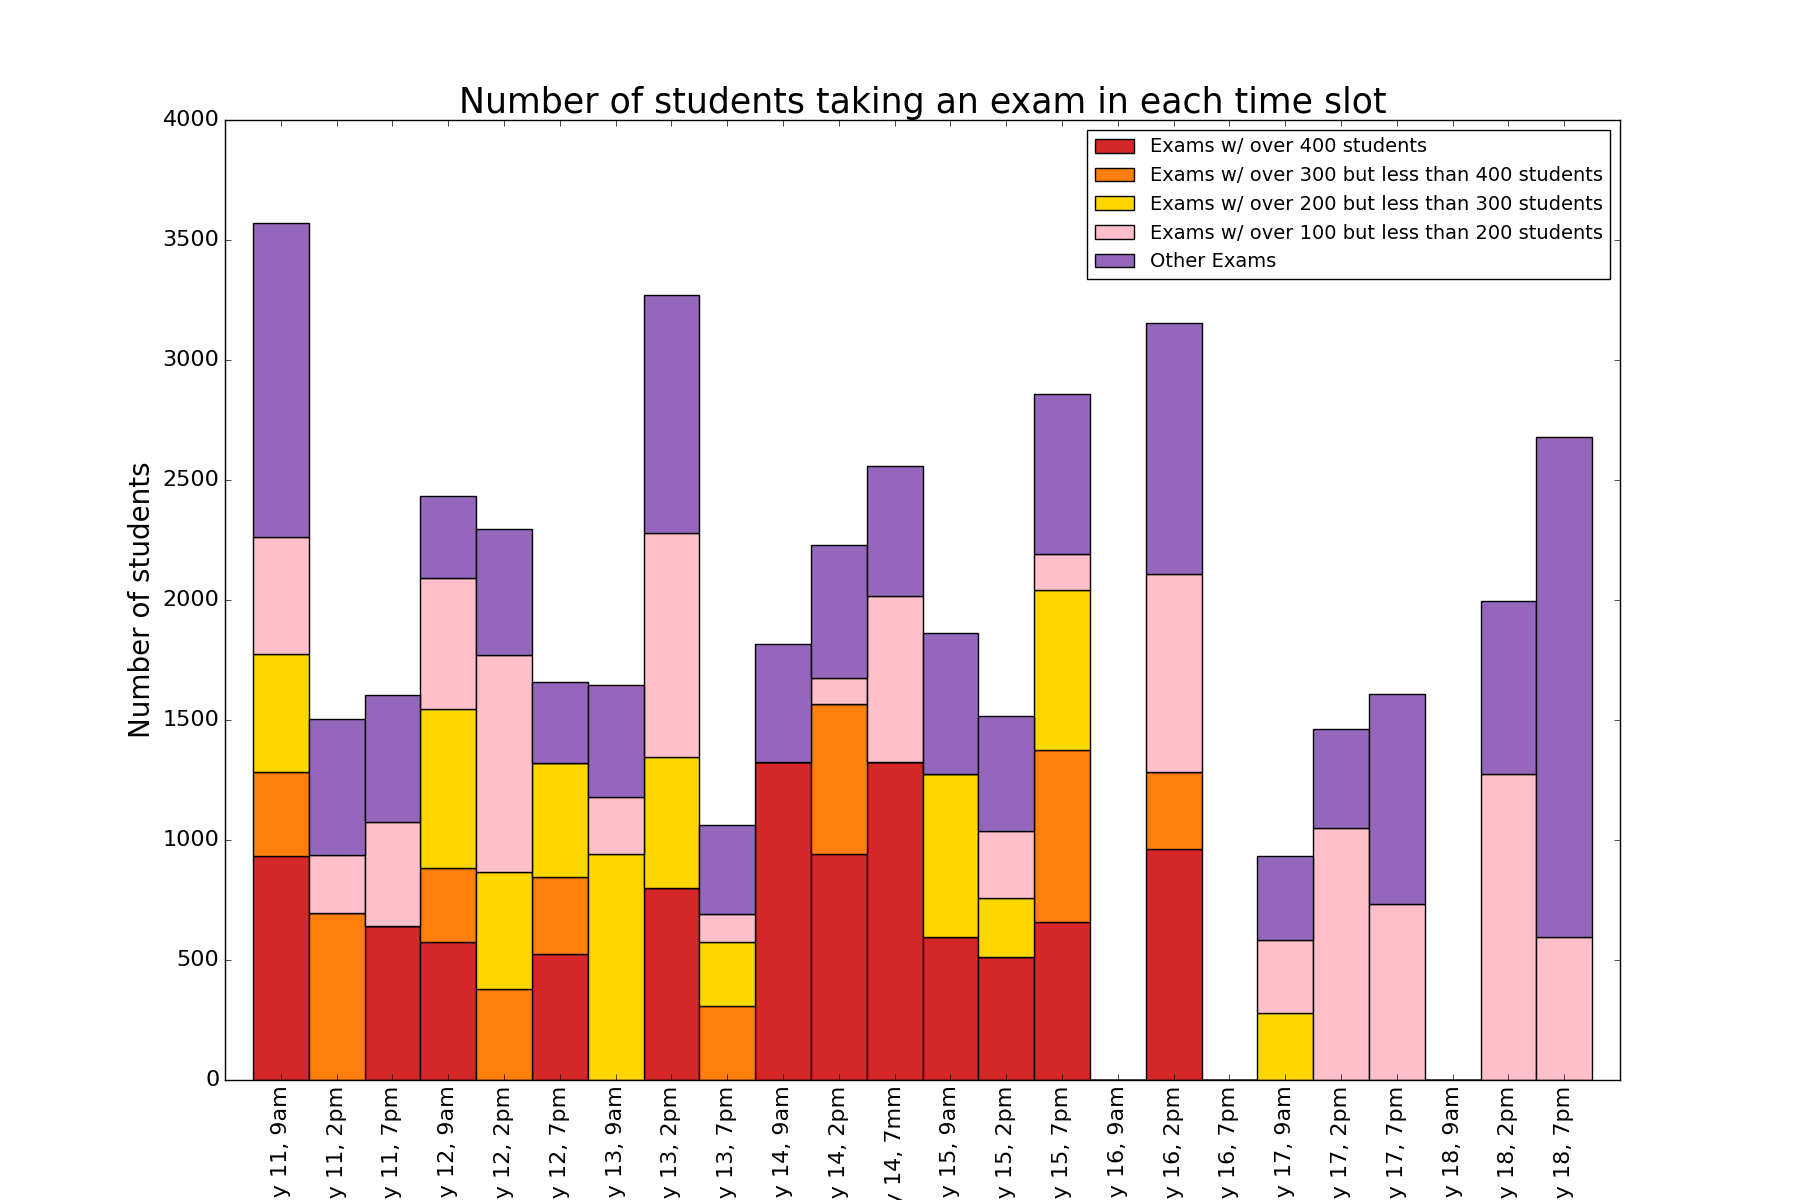 Number of students taking an exam in each time slot
4000
3500
3000
2500
2000
1500
1000
500
0
Number of students
Exams w/ over 400 students
Exams w/ over 300 but less than 400 students
Exams w/ over 200 but less than 300 students
Exams w/ over 100 but less than 200 students
Other Exams
y 11, 9am
y 11, 2pm
y 11, 7pm
y 12, 9am
y 12, 2pm
y 12, 7pm
y 13, 9am
y 13, 2pm
y 13, 7pm
y 14, 9am
y 14, 2pm
y 14, 7mm
y 15, 9am
y 15, 2pm
y 15, 7pm
y 16, 9am
y 16, 2pm
y 16, 7pm
y 17, 9am
y 17, 2pm
y 17, 7pm
y 18, 9am
y 18, 2pm
y 18, 7pm